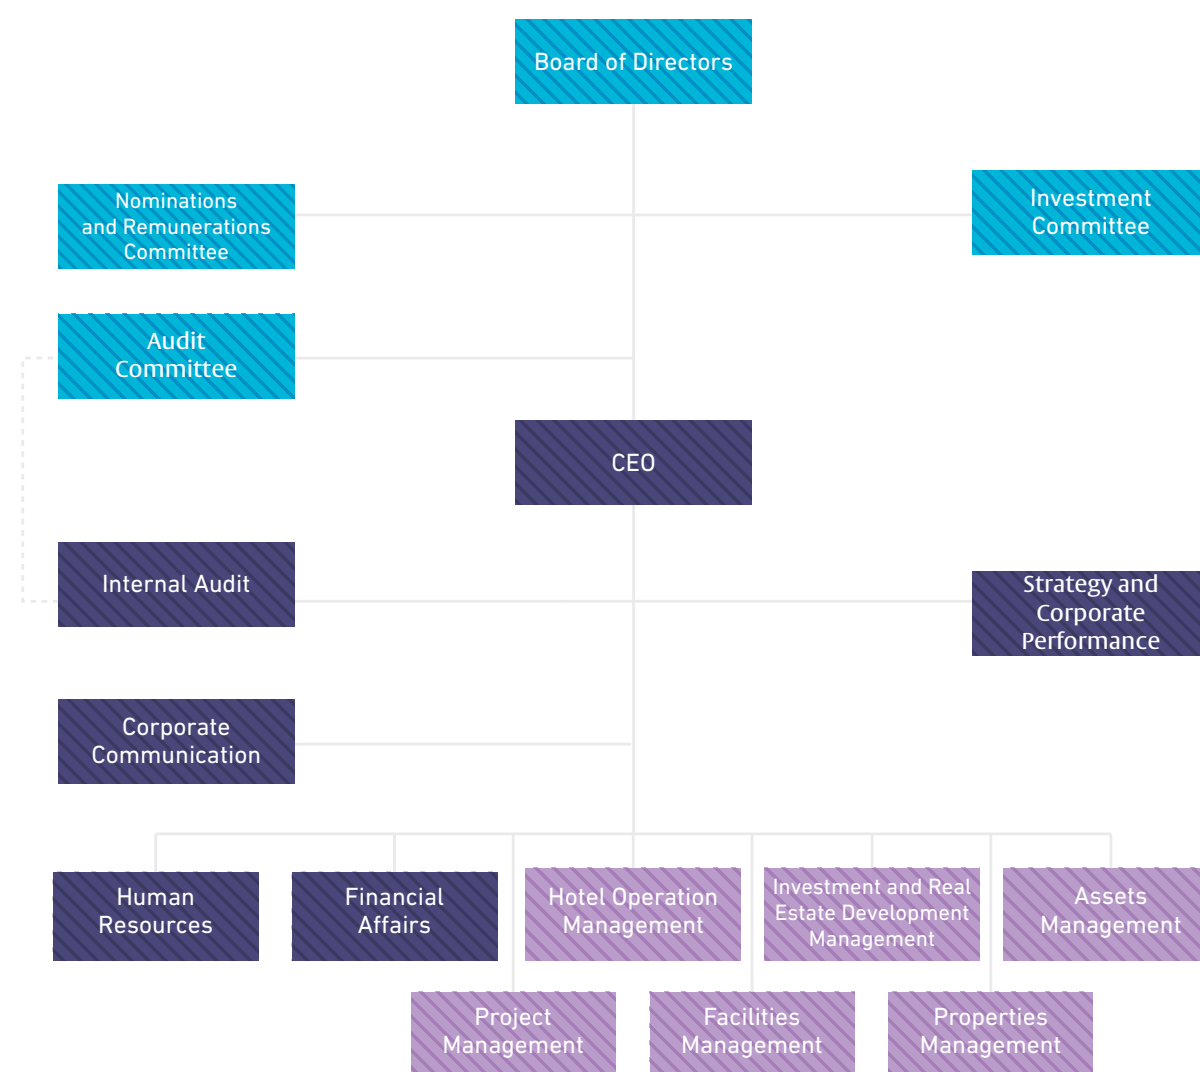 Board of Directors
Nominations
and Remunerations
Committee
Investment
Committee
Audit
Committee
CEO
Internal Audit
Strategy and
Corporate
Performance
Corporate
Communication
Human
Resources
Financial
Affairs
Hotel Operation
Management
Investment and Real
Estate Development
Management
Assets
Management
Project
Management
Facilities
Management
Properties
Management